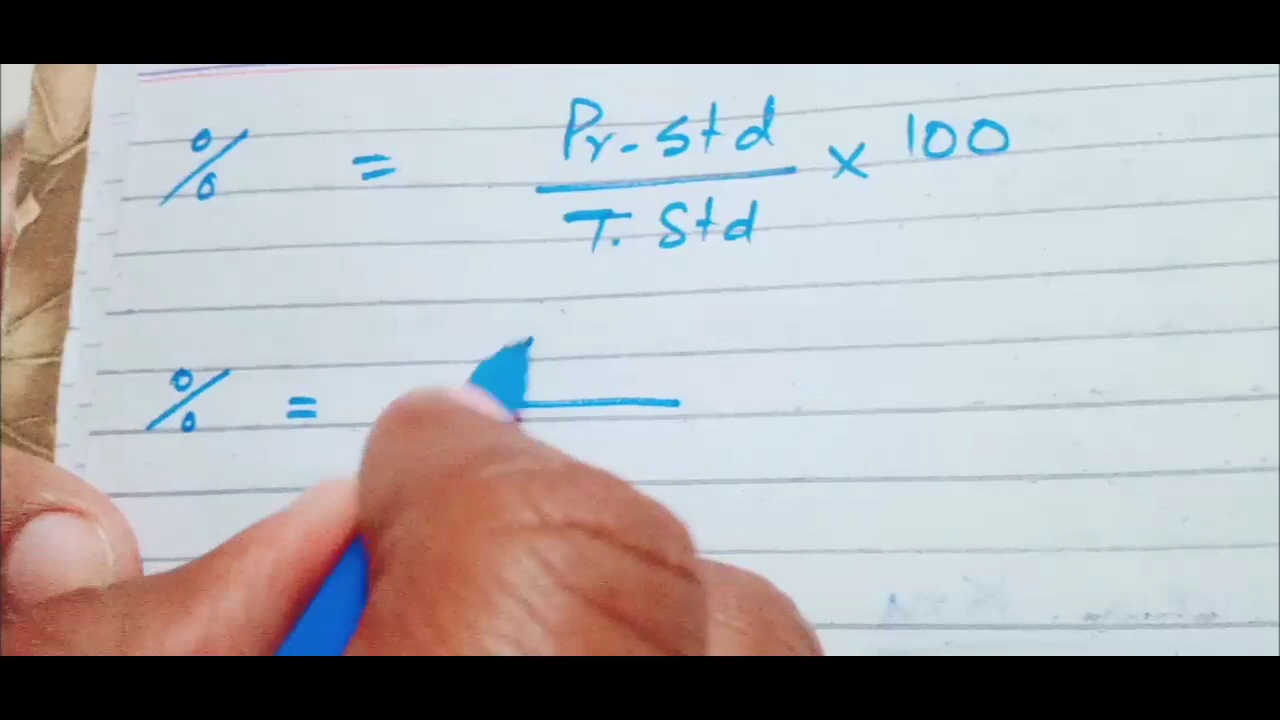 % = Pr-Std / T. Std × 100
% =